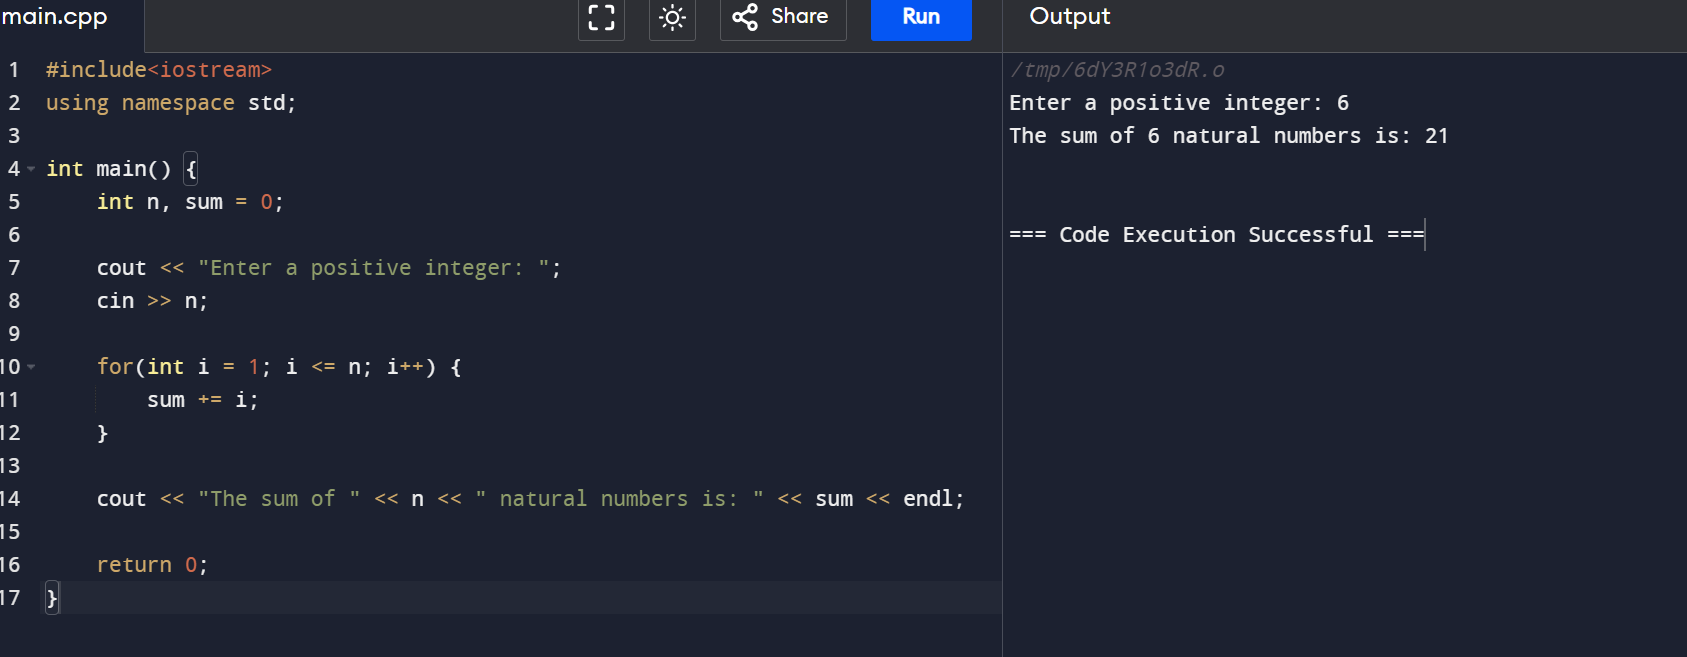 main.cpp
Share
Run
Output
1 #include<iostream>
2 using namespace std;
3
4 int main() {
5     int n, sum = 0;
6
7     cout << "Enter a positive integer: ";
8     cin >> n;
9
10     for(int i = 1; i <= n; i++) {
11         sum += i;
12     }
13
14     cout << "The sum of " << n << " natural numbers is: " << sum << endl;
15
16     return 0;
17 }
/tmp/6dY3R1o3dR.o
Enter a positive integer: 6
The sum of 6 natural numbers is: 21
=== Code Execution Successful ===